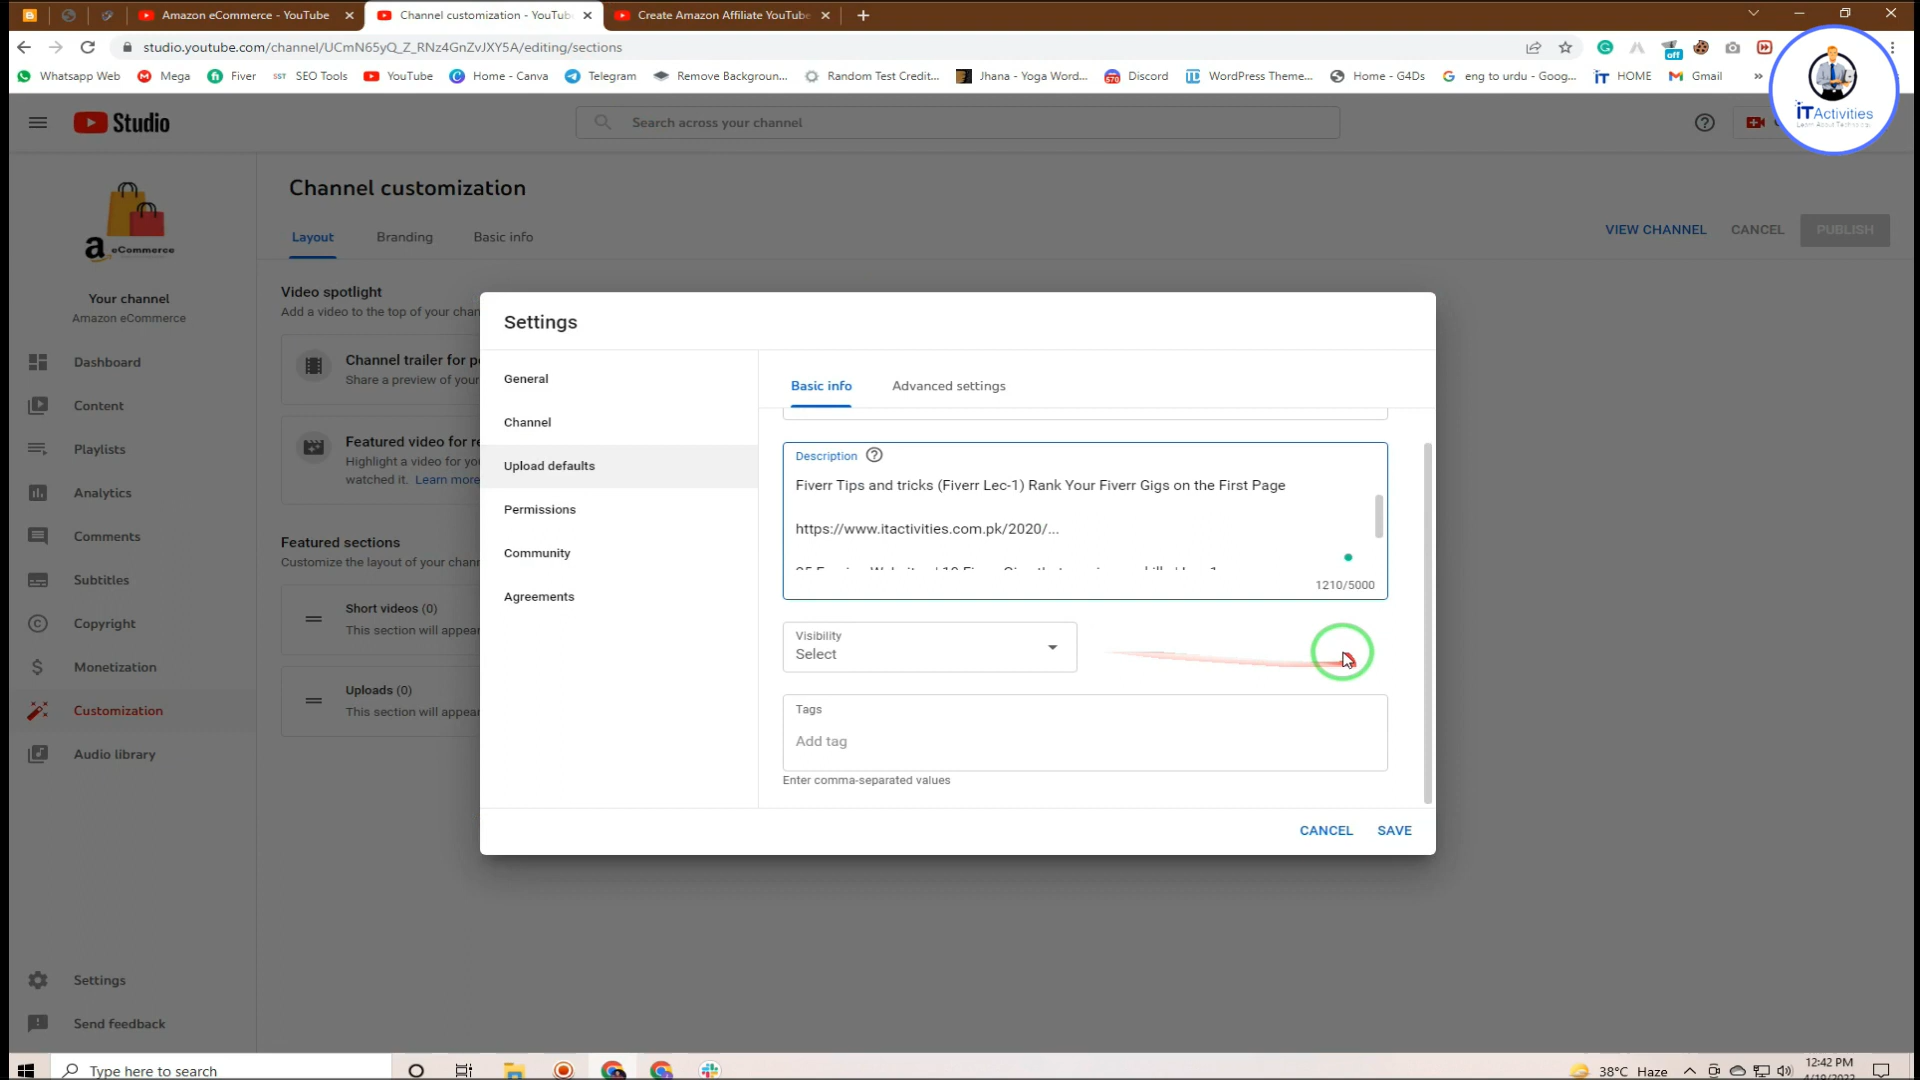 Amazon eCommerce - YouTube
Channel customization - YouTub
Create Amazon Affiliate YouTube
studio.youtube.com/channel/UCmN65yQ_Z_RNz4GnZvJXY5A/editing/sections
Whatsapp Web
Mega
Fiver
SST SEO Tools
YouTube
Home - Canva
Telegram
Remove Backgroun...
Random Test Credit...
Jhana - Yoga Word...
Discord
WordPress Theme...
Home - G4Ds
eng to urdu - Goog...
HOME
Gmail
»
off
iT Activities
Studio
Search across your channel
Channel customization
Layout
Branding
Basic info
VIEW CHANNEL
CANCEL
PUBLISH
a eCommerce
Your channel
Amazon eCommerce
Dashboard
Content
Playlists
Analytics
Comments
Subtitles
Copyright
Monetization
Customization
Audio library
Settings
Send feedback
Video spotlight
Add a video to the top of your chan
Channel trailer for p
Share a preview of your
Featured video for re
Highlight a video for yo
watched it. Learn more
Featured sections
Customize the layout of your chann
Short videos (0)
This section will appear
Uploads (0)
This section will appear
Settings
General
Channel
Upload defaults
Permissions
Community
Agreements
Basic info
Advanced settings
Description
Fiverr Tips and tricks (Fiverr Lec-1) Rank Your Fiverr Gigs on the First Page
https://www.itactivities.com.pk/2020/...
1210/5000
Visibility
Select
Tags
Add tag
Enter comma-separated values
CANCEL
SAVE
Type here to search
38°C Haze
12:42 PM